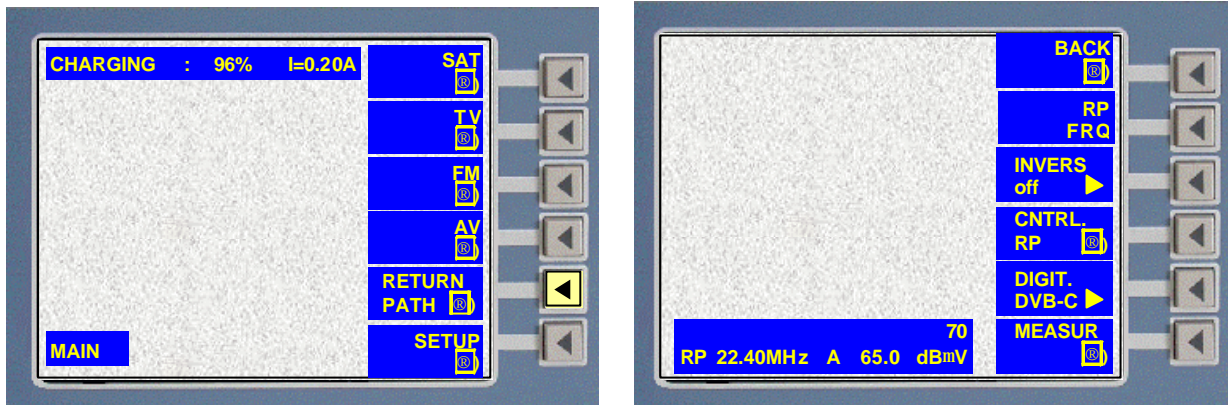 CHARGING : 96% I=0.20A
SAT
®)
TV
®)
FM
®)
AV
®)
RETURN
PATH ®)
SETUP
®)
MAIN
BACK
®)
RP
FRQ
INVERS
off
CNTRL.
RP ®)
DIGIT.
DVB-C
MEASUR
®)
70
RP 22.40MHz A 65.0 dBmV